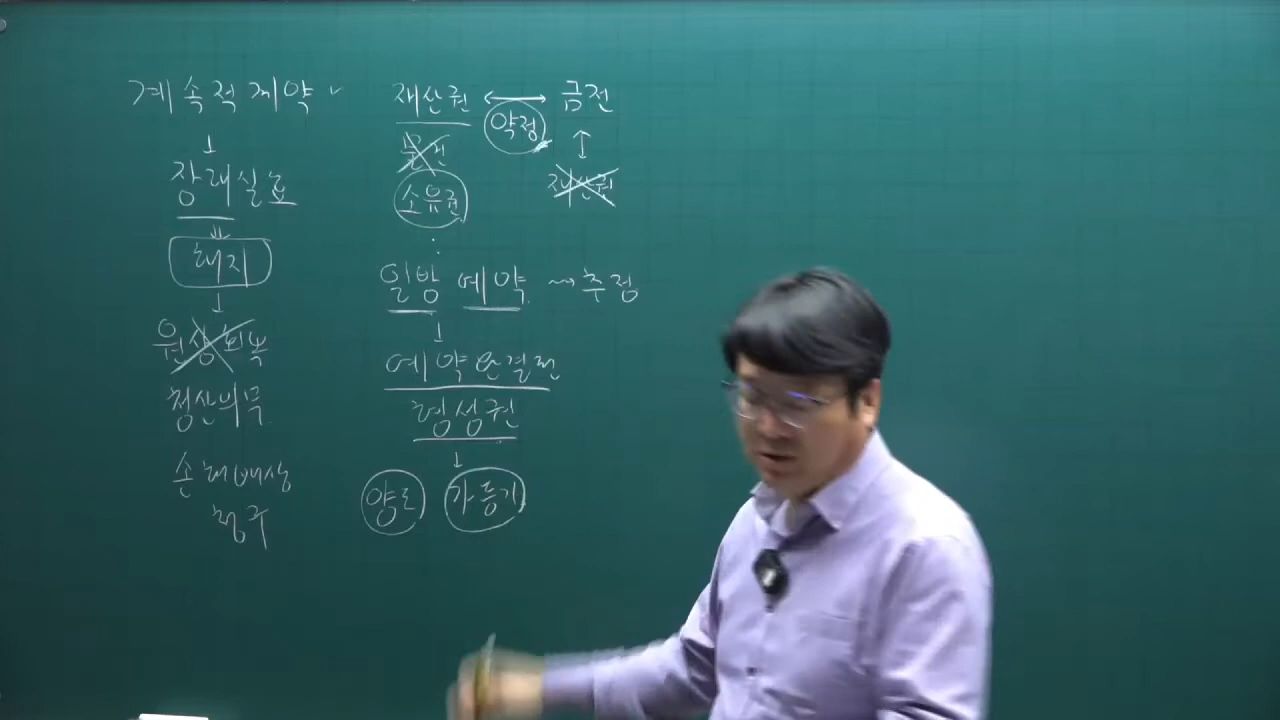 계속적계약
장래실효
해지
원상회복
청산의무
손해배상
청구
재산권 ↔ 금전
약정
물건
재산권
소유권
일방 예약 → 추정
예약완결권
형성권
양도 가등기